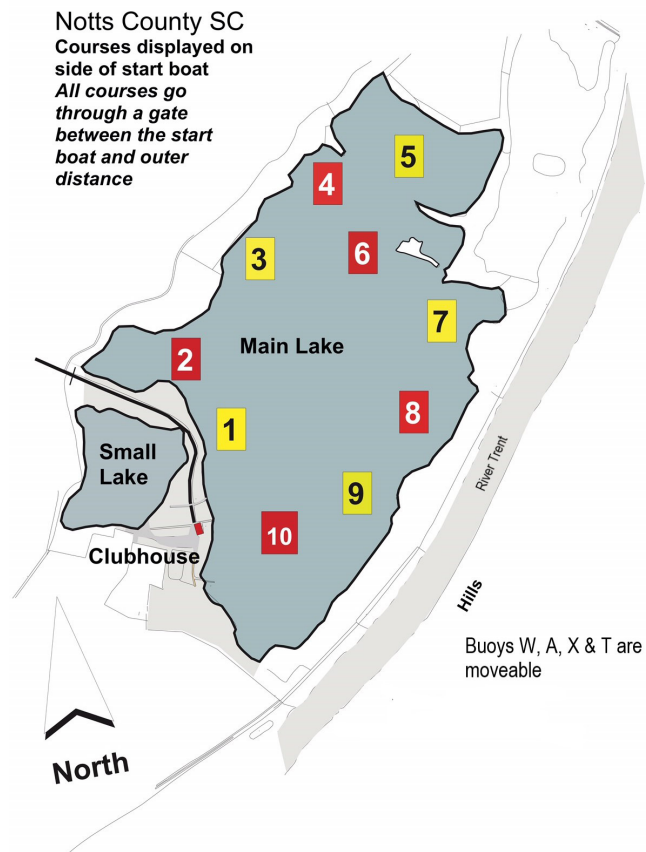 Notts County SC
Courses displayed on
side of start boat
All courses go
through a gate
between the start
boat and outer
distance
5
4
6
3
7
Main Lake
2
8
1
Small
Lake
River Trent
9
10
Clubhouse
Hills
Buoys W, A, X & T are
moveable
North